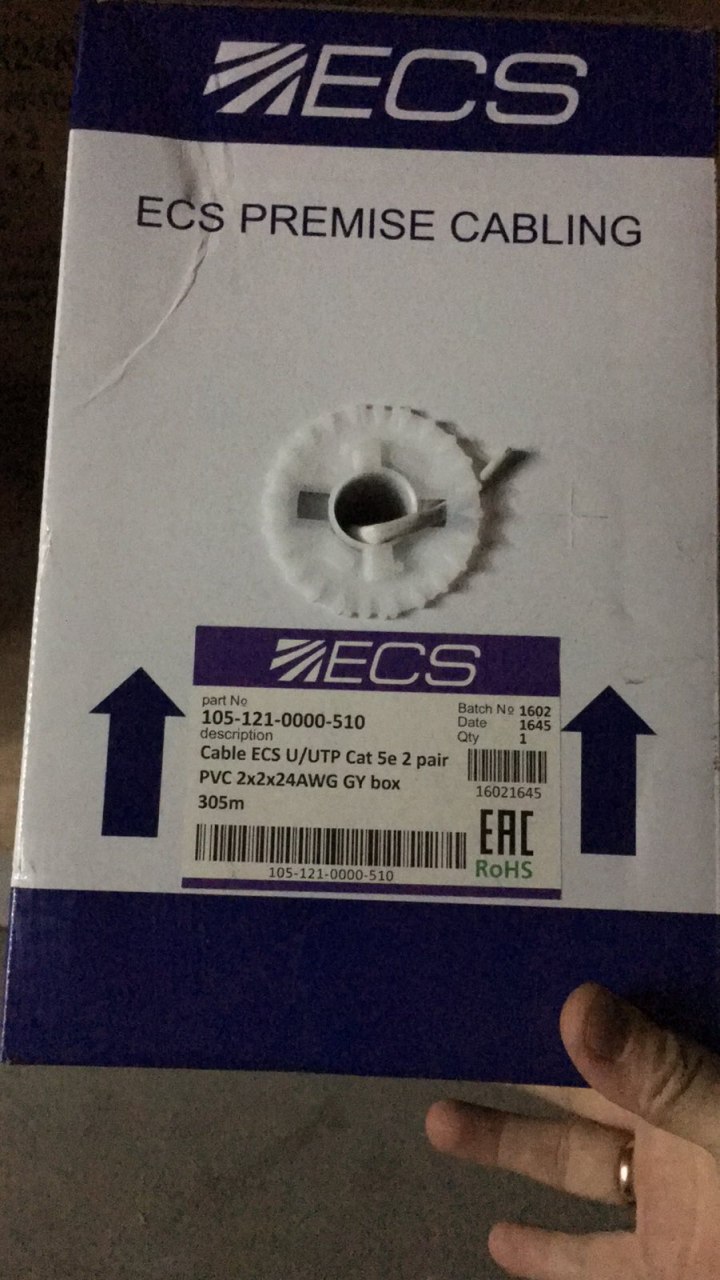 ECS
ECS PREMISE CABLING
ECS
part №
105-121-0000-510
description
Cable ECS U/UTP Cat 5e 2 pair
PVC 2x2x24AWG GY box
305m
105-121-0000-510
Batch № 1602
Date 1645
Qty 1
16021645
EAC
RoHS